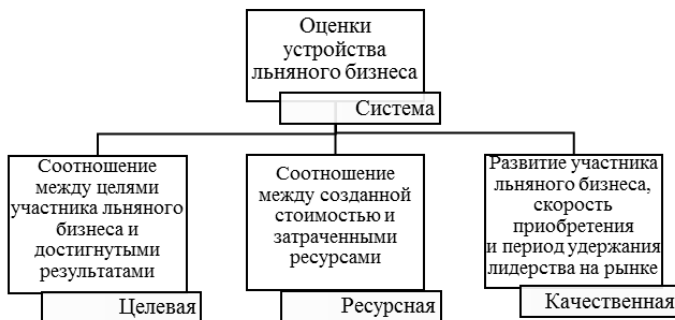 Оценки
устройства
льняного бизнеса
Система
Соотношение
между целями
участника льняного
бизнеса и
достигнутыми
результатами
Целевая
Соотношение
между созданной
стоимостью и
затраченными
ресурсами
Ресурсная
Развитие участника
льняного бизнеса,
скорость
приобретения
и период удержания
лидерства на рынке
Качественная